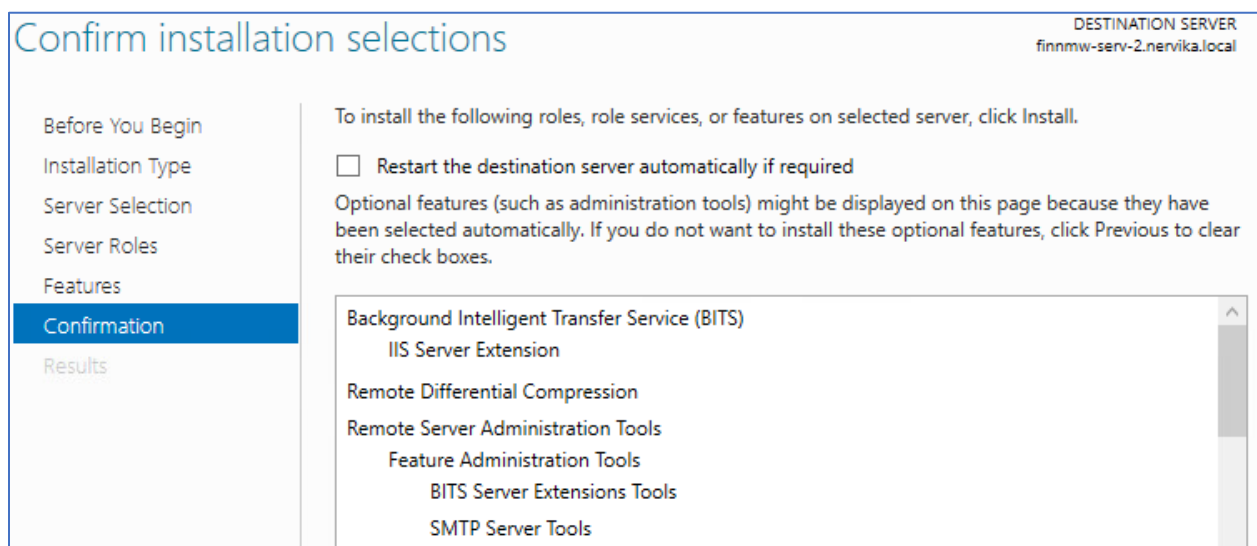 Confirm installation selections
DESTINATION SERVER
finnmw-serv-2.nervika.local
Before You Begin
Installation Type
Server Selection
Server Roles
Features
Confirmation
Results
To install the following roles, role services, or features on selected server, click Install.
Restart the destination server automatically if required
Optional features (such as administration tools) might be displayed on this page because they have
been selected automatically. If you do not want to install these optional features, click Previous to clear
their check boxes.
Background Intelligent Transfer Service (BITS)
IIS Server Extension
Remote Differential Compression
Remote Server Administration Tools
Feature Administration Tools
BITS Server Extensions Tools
SMTP Server Tools